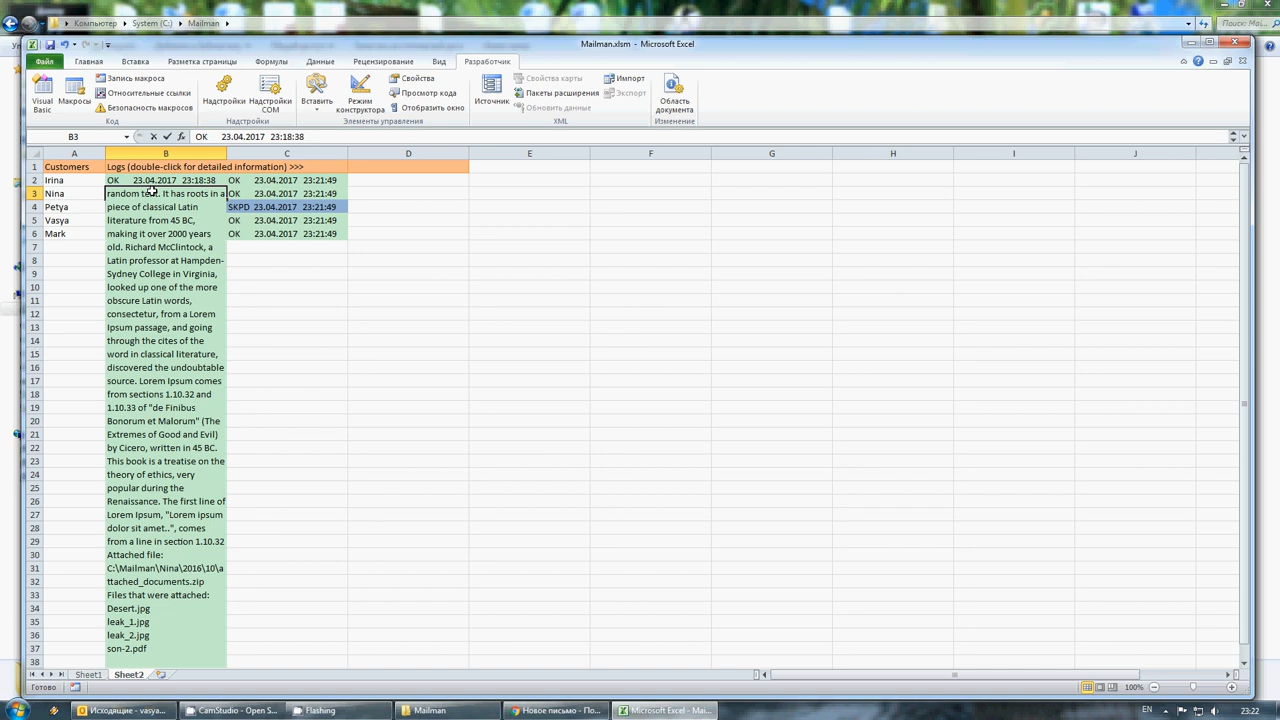 Компьютер
System (C:)
Mailman
Поиск: Mai...
Mailman.xlsm - Microsoft Excel
Файл
Главная
Вставка
Разметка страницы
Формулы
Данные
Рецензирование
Вид
Разработчик
Visual Basic
Макросы
Запись макроса
Относительные ссылки
Безопасность макросов
Код
Надстройки
Надстройки COM
Надстройки
Вставить
Режим конструктора
Свойства
Просмотр кода
Отобразить окно
Элементы управления
Источник
Свойства карты
Пакеты расширения
Обновить данные
Импорт
Экспорт
XML
Область документа
Изменение
B3
OK 23.04.2017 23:18:38
A B C D E F G H I J
1 Customers Logs (double-click for detailed information) >>>
2 Irina OK 23.04.2017 23:18:38 OK 23.04.2017 23:21:49
3 Nina random text. It has roots in a OK 23.04.2017 23:21:49
4 Petya piece of classical Latin SKPD 23.04.2017 23:21:49
5 Vasya literature from 45 BC, OK 23.04.2017 23:21:49
6 Mark making it over 2000 years OK 23.04.2017 23:21:49
7 old. Richard McClintock, a
8 Latin professor at Hampden-
9 Sydney College in Virginia,
10 looked up one of the more
11 obscure Latin words,
12 consectetur, from a Lorem
13 Ipsum passage, and going
14 through the cites of the
15 word in classical literature,
16 discovered the undoubtable
17 source. Lorem Ipsum comes
18 from sections 1.10.32 and
19 1.10.33 of "de Finibus
20 Bonorum et Malorum" (The
21 Extremes of Good and Evil)
22 by Cicero, written in 45 BC.
23 This book is a treatise on the
24 theory of ethics, very
25 popular during the
26 Renaissance. The first line of
27 Lorem Ipsum, "Lorem ipsum
28 dolor sit amet..", comes
29 from a line in section 1.10.32
30 Attached file:
31 C:\Mailman\Nina\2016\10\a
32 ttached_documents.zip
33 Files that were attached:
34 Desert.jpg
35 leak_1.jpg
36 leak_2.jpg
37 son-2.pdf
38
Sheet1 Sheet2
Готово
100%
Исходящие - vasya...
CamStudio - Open S...
Flashing
Mailman
Новое письмо - По...
Microsoft Excel - Mai...
EN
23:22